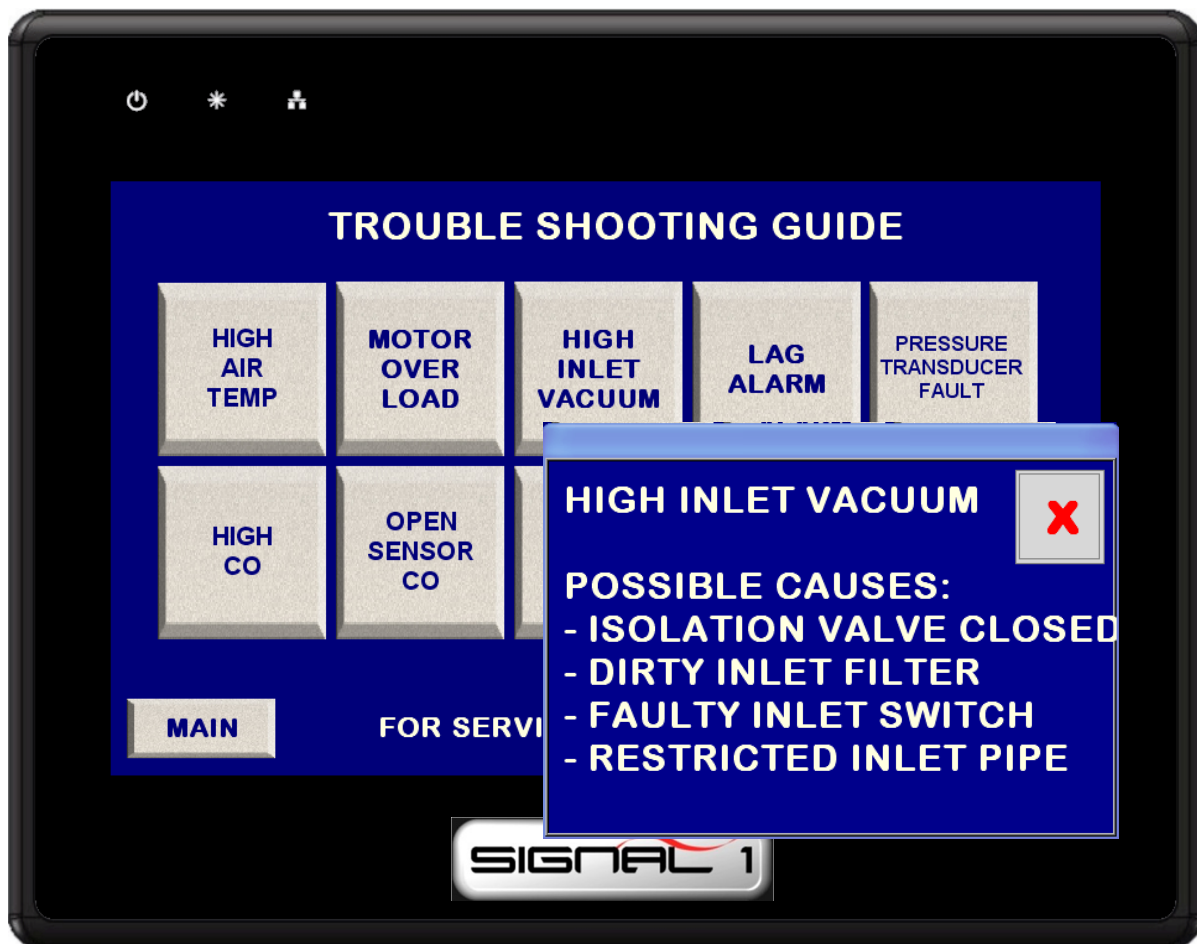 TROUBLE SHOOTING GUIDE
HIGH
AIR
TEMP
MOTOR
OVER
LOAD
HIGH
INLET
VACUUM
LAG
ALARM
PRESSURE
TRANSDUCER
FAULT
HIGH
CO
OPEN
SENSOR
CO
HIGH INLET VACUUM
X
POSSIBLE CAUSES:
- ISOLATION VALVE CLOSED
- DIRTY INLET FILTER
- FAULTY INLET SWITCH
- RESTRICTED INLET PIPE
MAIN
FOR SERVI
SIGNAL 1